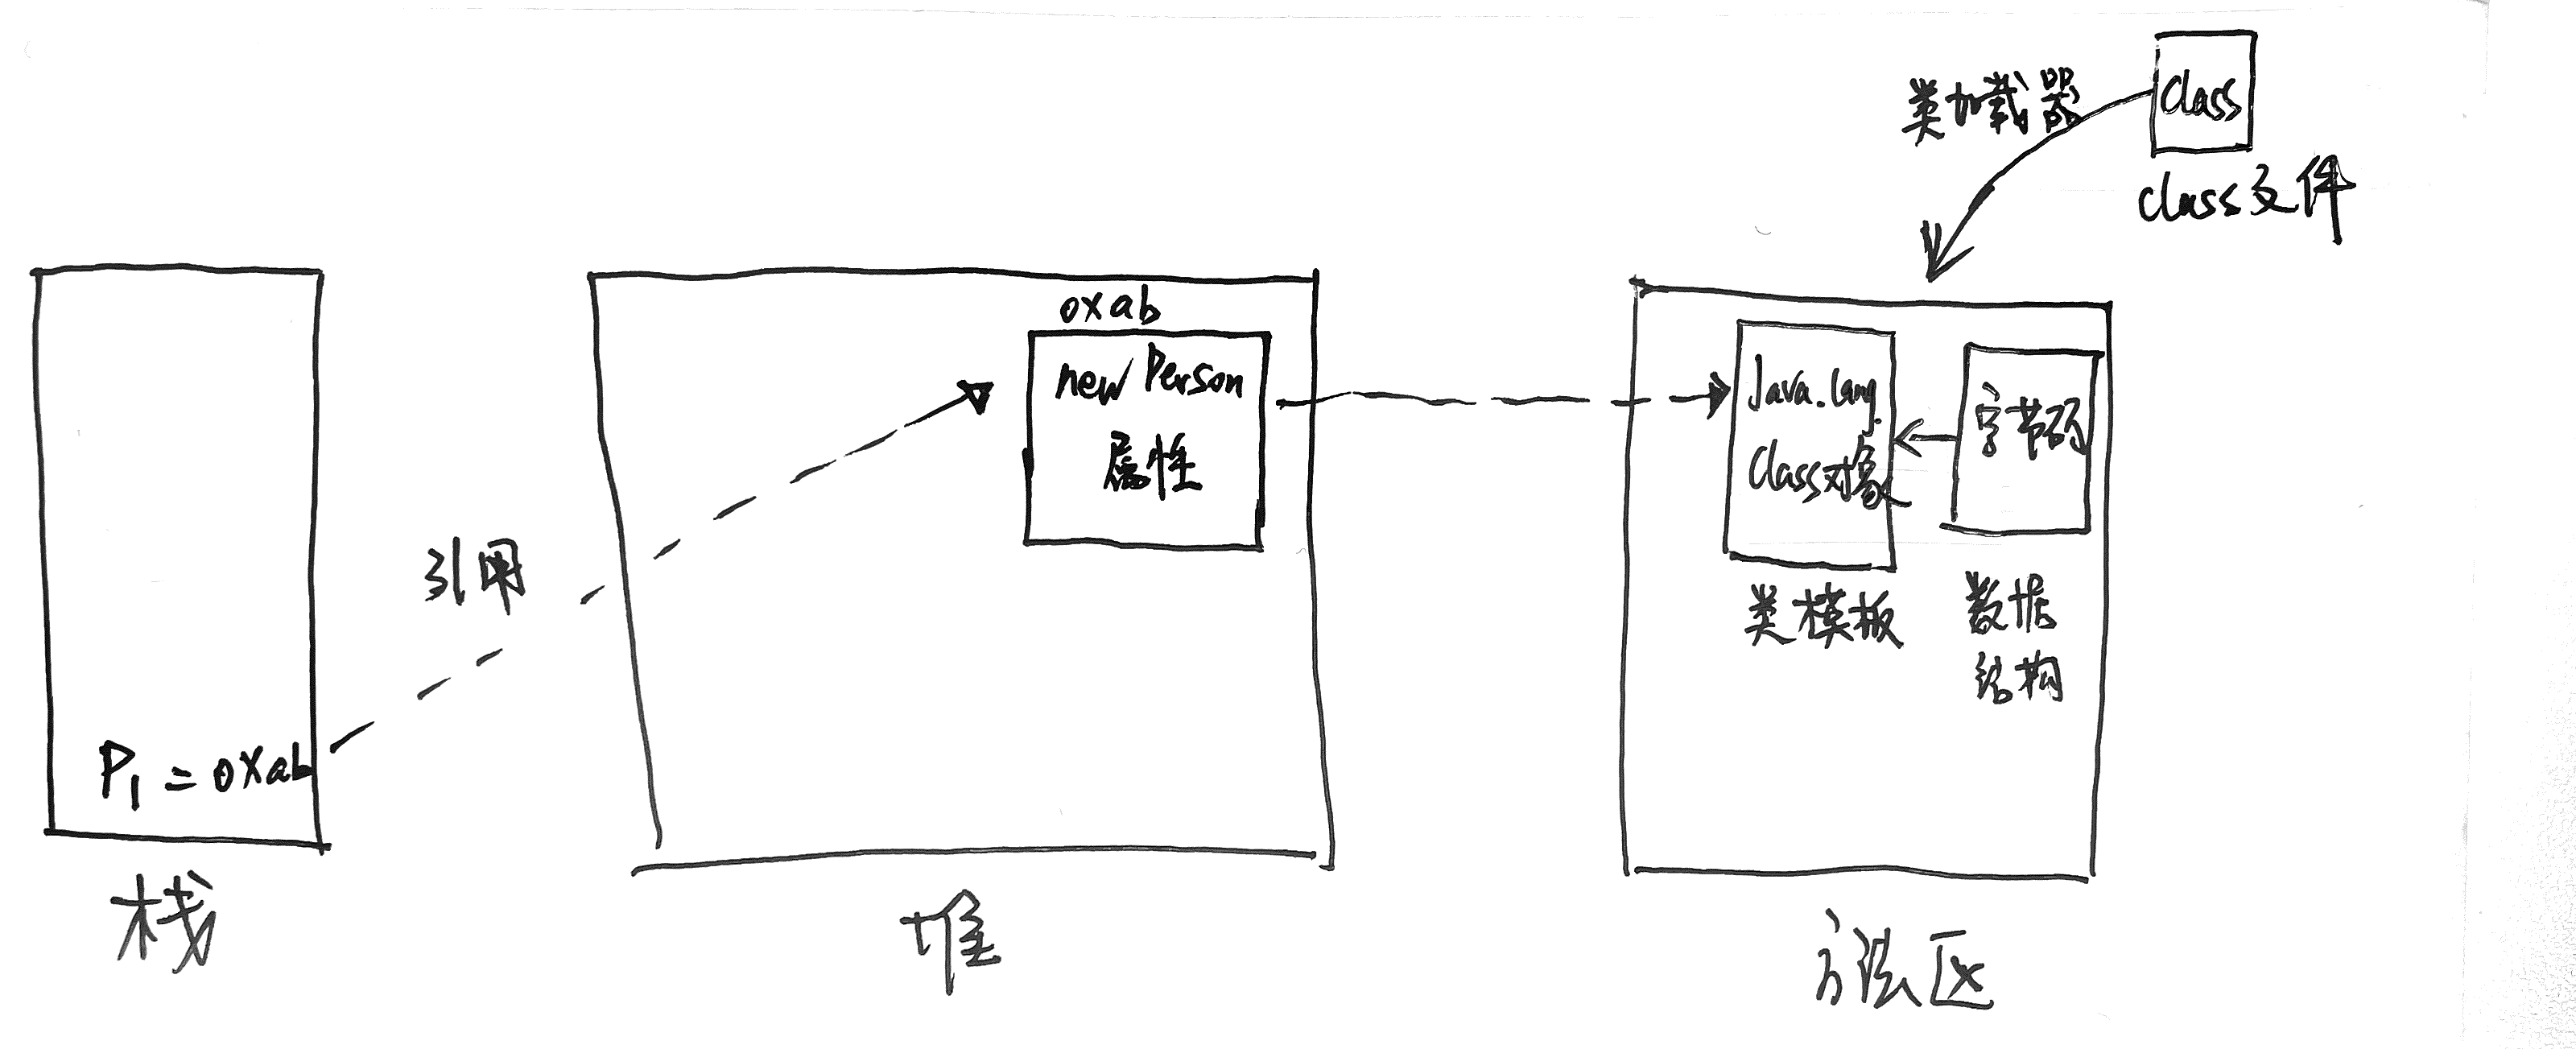 class
类加载器
class文件
oxab
new Person
属性
Java.lang.
Class对象
字节码
引用
类模板
数据
结构
P1 = oxab
栈
堆
方法区